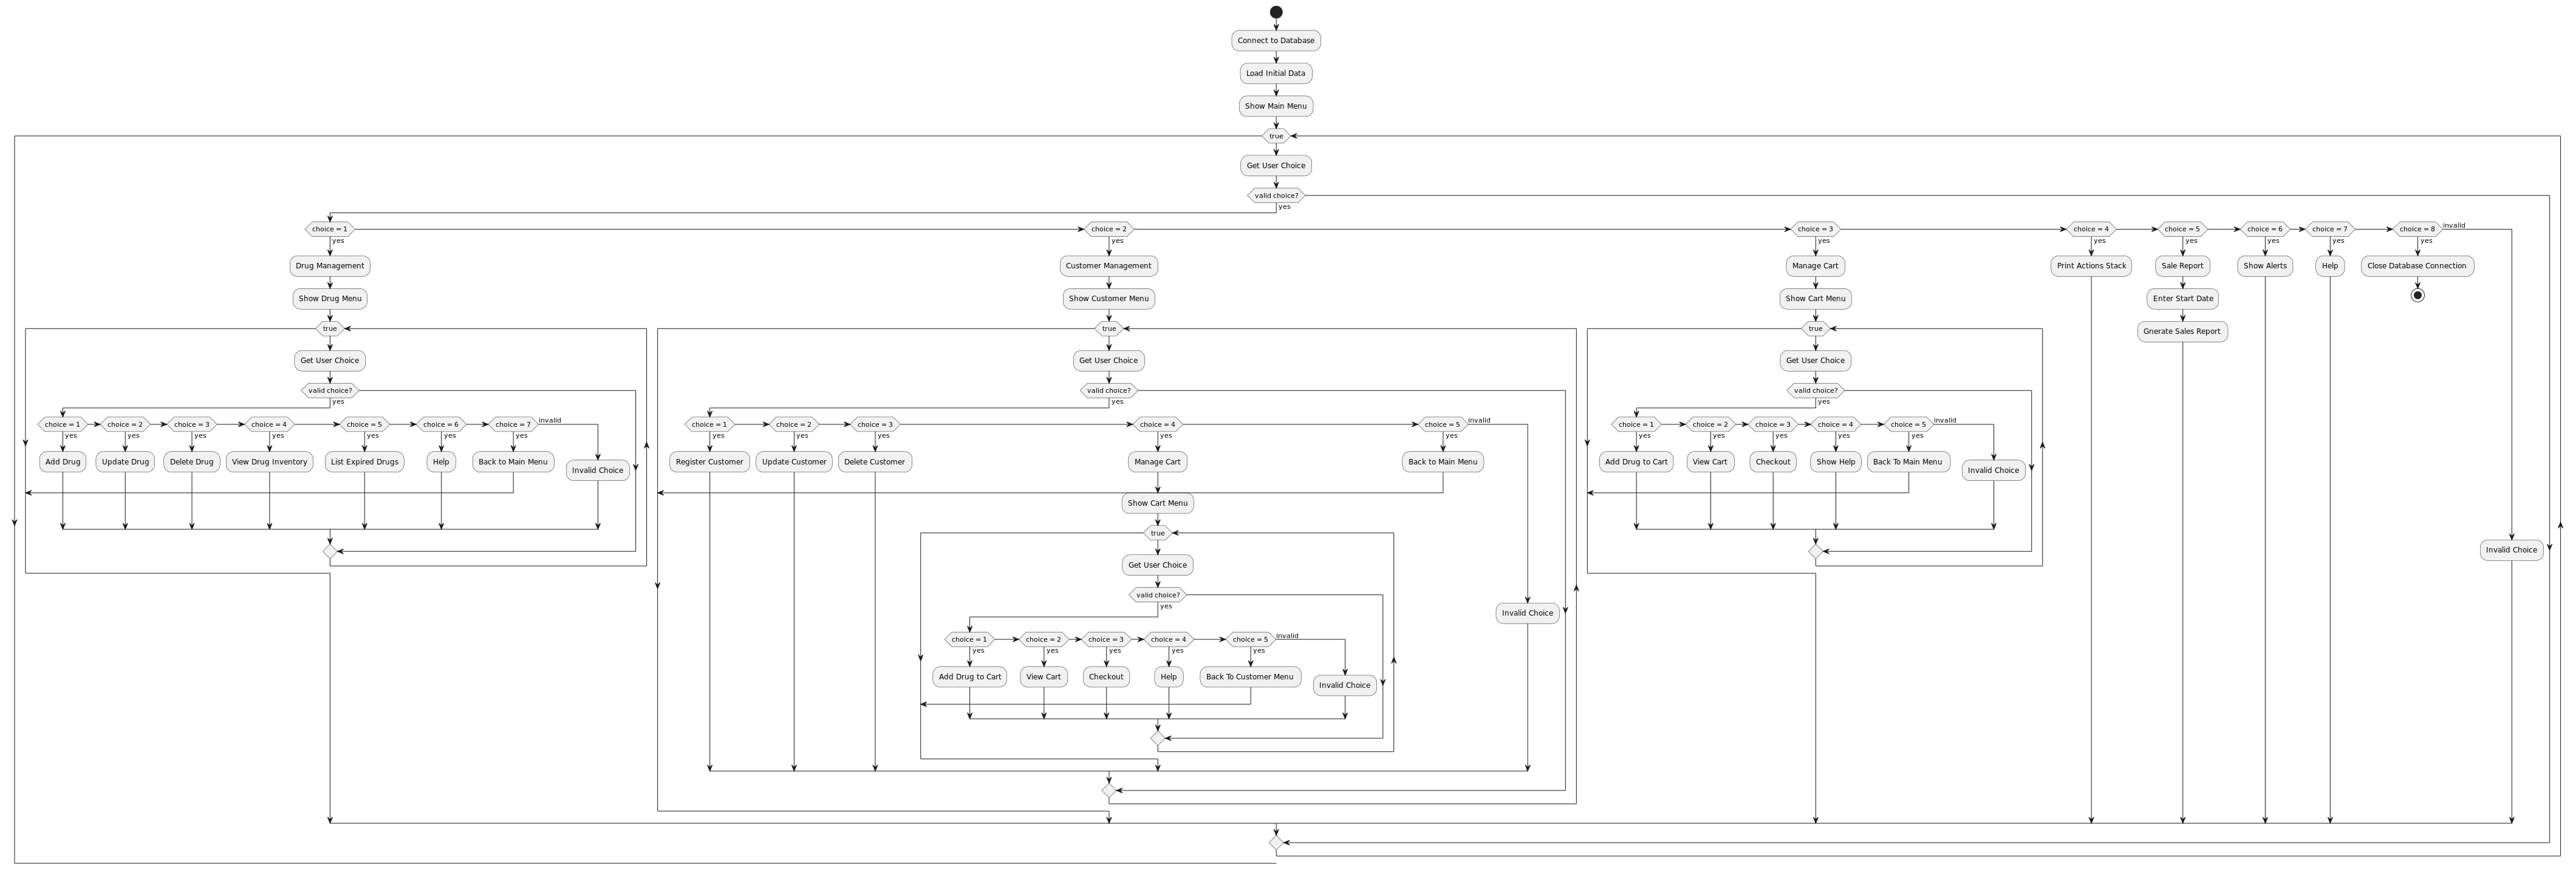 Connect to Database
Load Initial Data
Show Main Menu
true
Get User Choice
valid choice?
yes
choice = 1
yes
Drug Management
Show Drug Menu
true
Get User Choice
valid choice?
yes
choice = 1
yes
Add Drug
choice = 2
yes
Update Drug
choice = 3
yes
Delete Drug
choice = 4
yes
View Drug Inventory
choice = 5
yes
List Expired Drugs
choice = 6
yes
Help
choice = 7
yes
Back to Main Menu
invalid
Invalid Choice
choice = 2
yes
Customer Management
Show Customer Menu
true
Get User Choice
valid choice?
yes
choice = 1
yes
Register Customer
choice = 2
yes
Update Customer
choice = 3
yes
Delete Customer
choice = 4
yes
Manage Cart
Show Cart Menu
true
Get User Choice
valid choice?
yes
choice = 1
yes
Add Drug to Cart
choice = 2
yes
View Cart
choice = 3
yes
Checkout
choice = 4
yes
Help
choice = 5
yes
Back To Customer Menu
invalid
Invalid Choice
choice = 5
yes
Back to Main Menu
invalid
Invalid Choice
choice = 3
yes
Manage Cart
Show Cart Menu
true
Get User Choice
valid choice?
yes
choice = 1
yes
Add Drug to Cart
choice = 2
yes
View Cart
choice = 3
yes
Checkout
choice = 4
yes
Show Help
choice = 5
yes
Back To Main Menu
invalid
Invalid Choice
choice = 4
yes
Print Actions Stack
choice = 5
yes
Sale Report
Enter Start Date
Gnerate Sales Report
choice = 6
yes
Show Alerts
choice = 7
yes
Help
choice = 8
yes
Close Database Connection
invalid
Invalid Choice